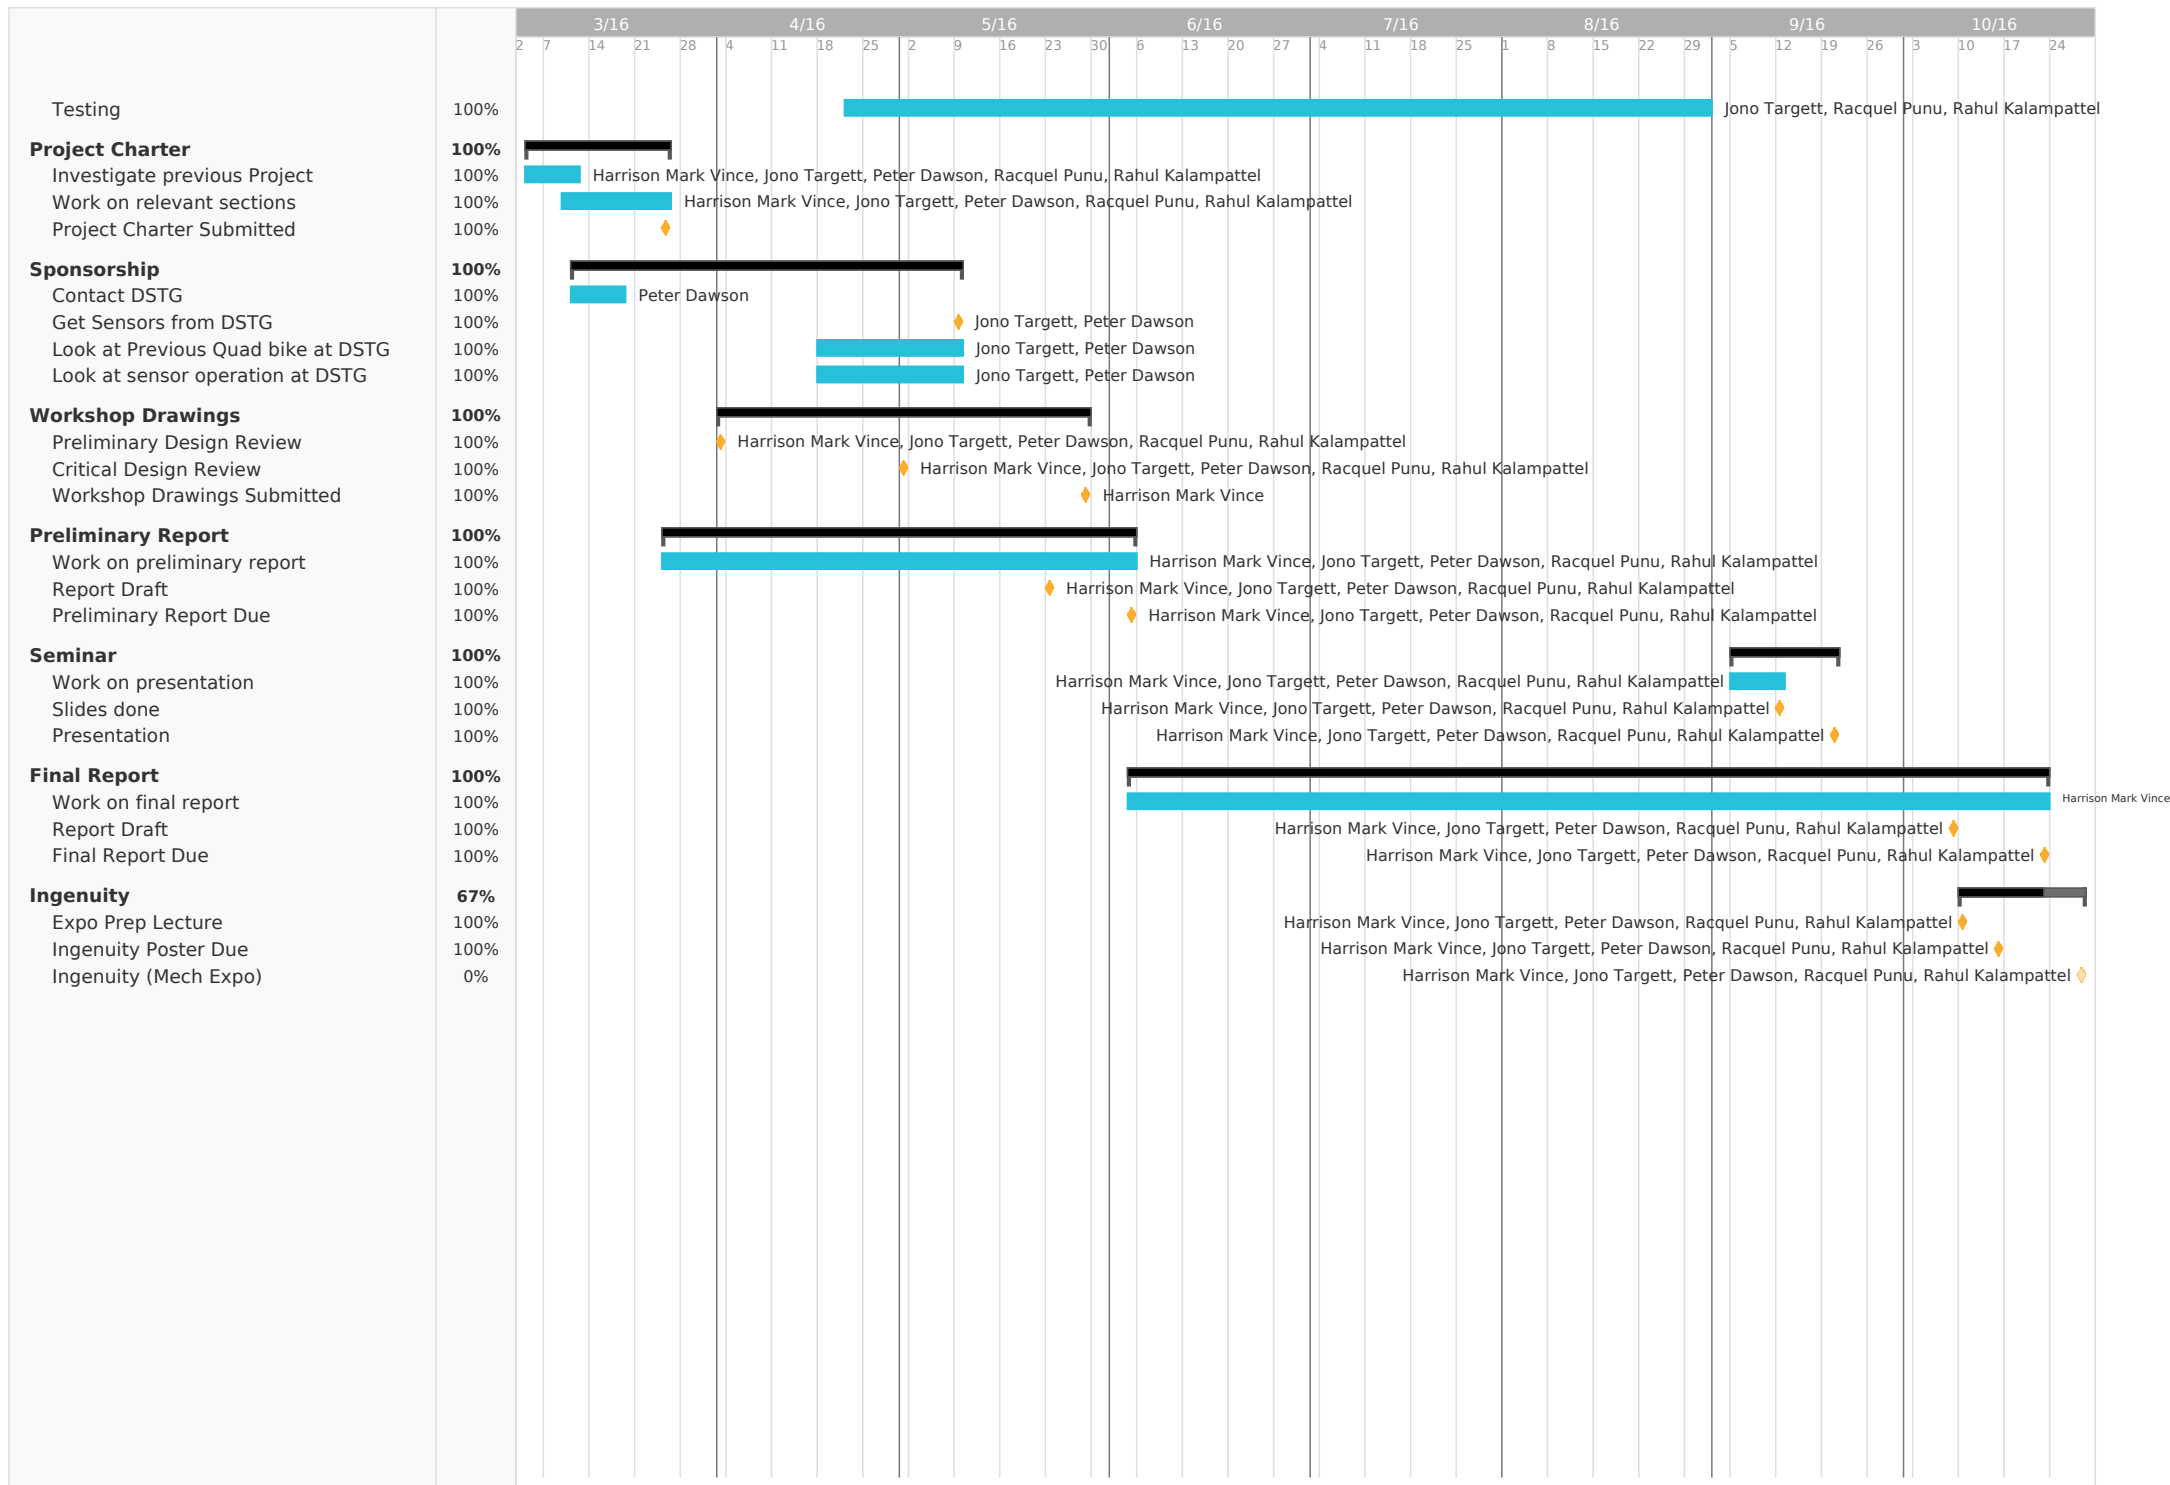 3/16 4/16 5/16 6/16 7/16 8/16 9/16 10/16
2 7 14 21 28 4 11 18 25 2 9 16 23 30 6 13 20 27 4 11 18 25 1 8 15 22 29 5 12 19 26 3 10 17 24
Testing 100% Jono Targett, Racquel Punu, Rahul Kalampattel
Project Charter 100%
Investigate previous Project 100% Harrison Mark Vince, Jono Targett, Peter Dawson, Racquel Punu, Rahul Kalampattel
Work on relevant sections 100% Harrison Mark Vince, Jono Targett, Peter Dawson, Racquel Punu, Rahul Kalampattel
Project Charter Submitted 100%
Sponsorship 100%
Contact DSTG 100% Peter Dawson
Get Sensors from DSTG 100% Jono Targett, Peter Dawson
Look at Previous Quad bike at DSTG 100% Jono Targett, Peter Dawson
Look at sensor operation at DSTG 100% Jono Targett, Peter Dawson
Workshop Drawings 100%
Preliminary Design Review 100% Harrison Mark Vince, Jono Targett, Peter Dawson, Racquel Punu, Rahul Kalampattel
Critical Design Review 100% Harrison Mark Vince, Jono Targett, Peter Dawson, Racquel Punu, Rahul Kalampattel
Workshop Drawings Submitted 100% Harrison Mark Vince
Preliminary Report 100%
Work on preliminary report 100% Harrison Mark Vince, Jono Targett, Peter Dawson, Racquel Punu, Rahul Kalampattel
Report Draft 100% Harrison Mark Vince, Jono Targett, Peter Dawson, Racquel Punu, Rahul Kalampattel
Preliminary Report Due 100% Harrison Mark Vince, Jono Targett, Peter Dawson, Racquel Punu, Rahul Kalampattel
Seminar 100%
Work on presentation 100% Harrison Mark Vince, Jono Targett, Peter Dawson, Racquel Punu, Rahul Kalampattel
Slides done 100% Harrison Mark Vince, Jono Targett, Peter Dawson, Racquel Punu, Rahul Kalampattel
Presentation 100% Harrison Mark Vince, Jono Targett, Peter Dawson, Racquel Punu, Rahul Kalampattel
Final Report 100%
Work on final report 100% Harrison Mark Vince
Report Draft 100% Harrison Mark Vince, Jono Targett, Peter Dawson, Racquel Punu, Rahul Kalampattel
Final Report Due 100% Harrison Mark Vince, Jono Targett, Peter Dawson, Racquel Punu, Rahul Kalampattel
Ingenuity 67%
Expo Prep Lecture 100% Harrison Mark Vince, Jono Targett, Peter Dawson, Racquel Punu, Rahul Kalampattel
Ingenuity Poster Due 100% Harrison Mark Vince, Jono Targett, Peter Dawson, Racquel Punu, Rahul Kalampattel
Ingenuity (Mech Expo) 0% Harrison Mark Vince, Jono Targett, Peter Dawson, Racquel Punu, Rahul Kalampattel